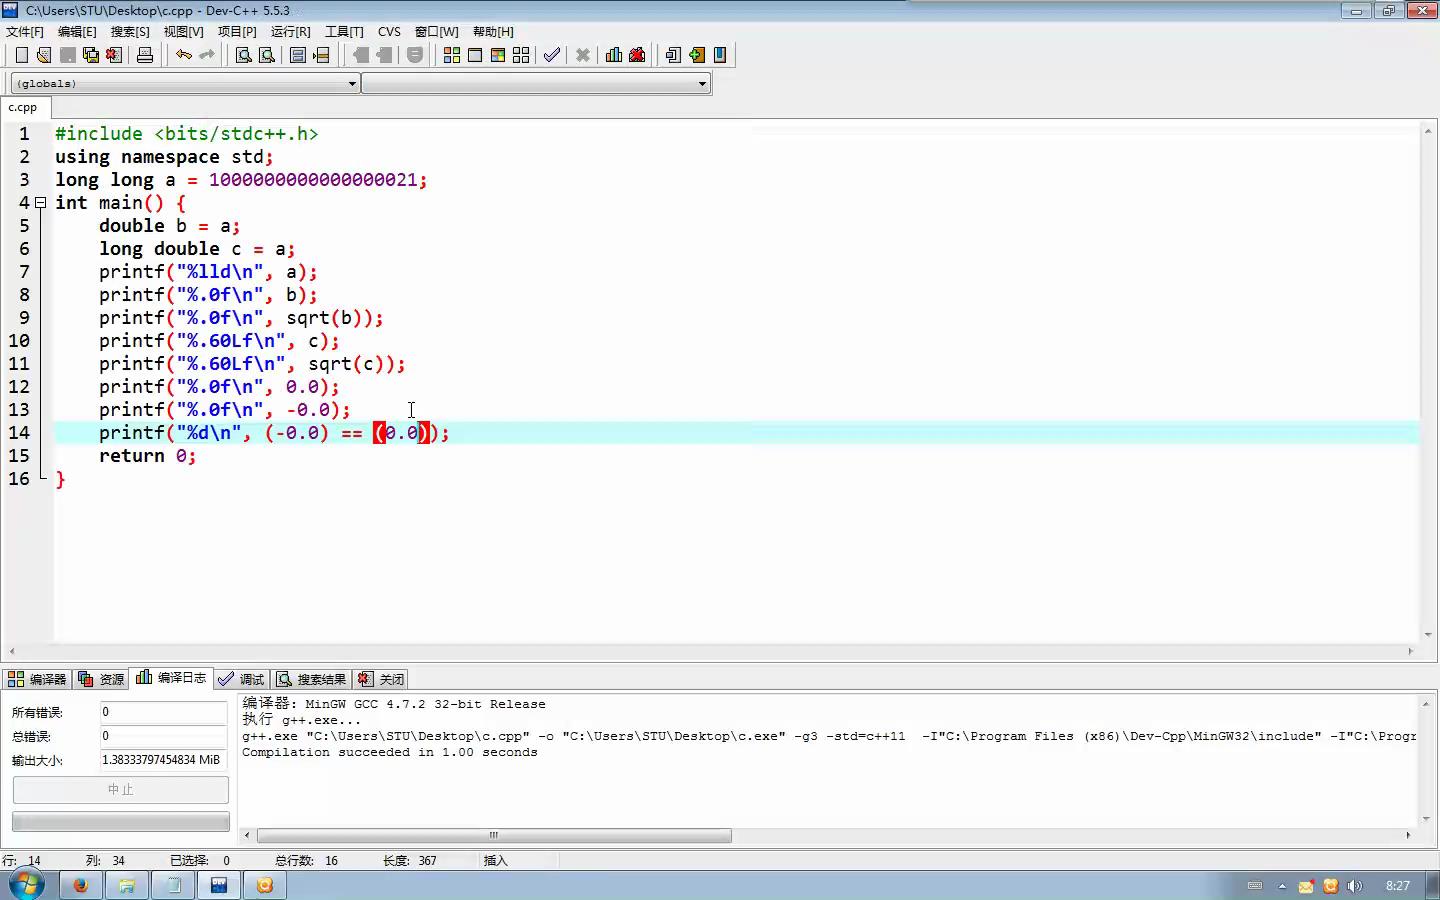 C:\Users\STU\Desktop\c.cpp - Dev-C++ 5.5.3
文件[F] 编辑[E] 搜索[S] 视图[V] 项目[P] 运行[R] 工具[T] CVS 窗口[W] 帮助[H]
(globals)
c.cpp
1 #include <bits/stdc++.h>
2 using namespace std;
3 long long a = 1000000000000000021;
4 int main() {
5 double b = a;
6 long double c = a;
7 printf("%lld\n", a);
8 printf("%.0f\n", b);
9 printf("%.0f\n", sqrt(b));
10 printf("%.60Lf\n", c);
11 printf("%.60Lf\n", sqrt(c));
12 printf("%.0f\n", 0.0);
13 printf("%.0f\n", -0.0);
14 printf("%d\n", (-0.0) == (0.0));
15 return 0;
16 }
编译器 资源 编译日志 调试 搜索结果 关闭
所有错误: 0
总错误: 0
输出大小: 1.38333797454834 MiB
中止
编译器: MinGW GCC 4.7.2 32-bit Release
执行 g++.exe...
g++.exe "C:\Users\STU\Desktop\c.cpp" -o "C:\Users\STU\Desktop\c.exe" -g3 -std=c++11 -I"C:\Program Files (x86)\Dev-Cpp\MinGW32\include" -I"C:\Progr
Compilation succeeded in 1.00 seconds
行: 14 列: 34 已选择: 0 总行数: 16 长度: 367 插入
8:27